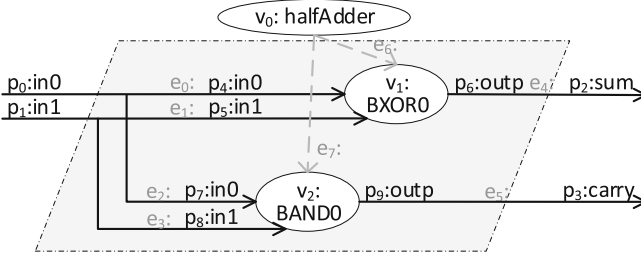 v₀: halfAdder
e₆:
p₀:in0 e₀: p₄:in0 v₁: p₆:outp e₄: p₂:sum
p₁:in1 e₁: p₅:in1 BXOR0
e₇:
e₂: p₇:in0 v₂: p₉:outp e₅: p₃:carry
e₃: p₈:in1 BAND0